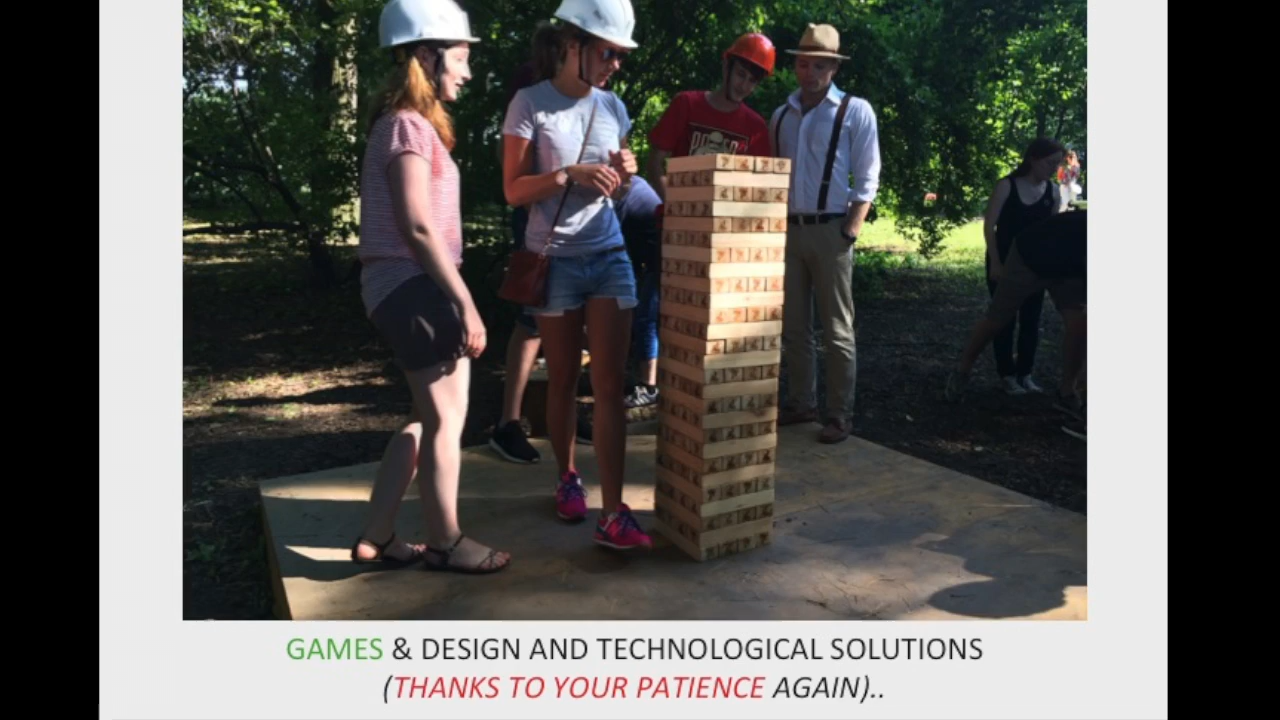 GAMES & DESIGN AND TECHNOLOGICAL SOLUTIONS
(THANKS TO YOUR PATIENCE AGAIN)..